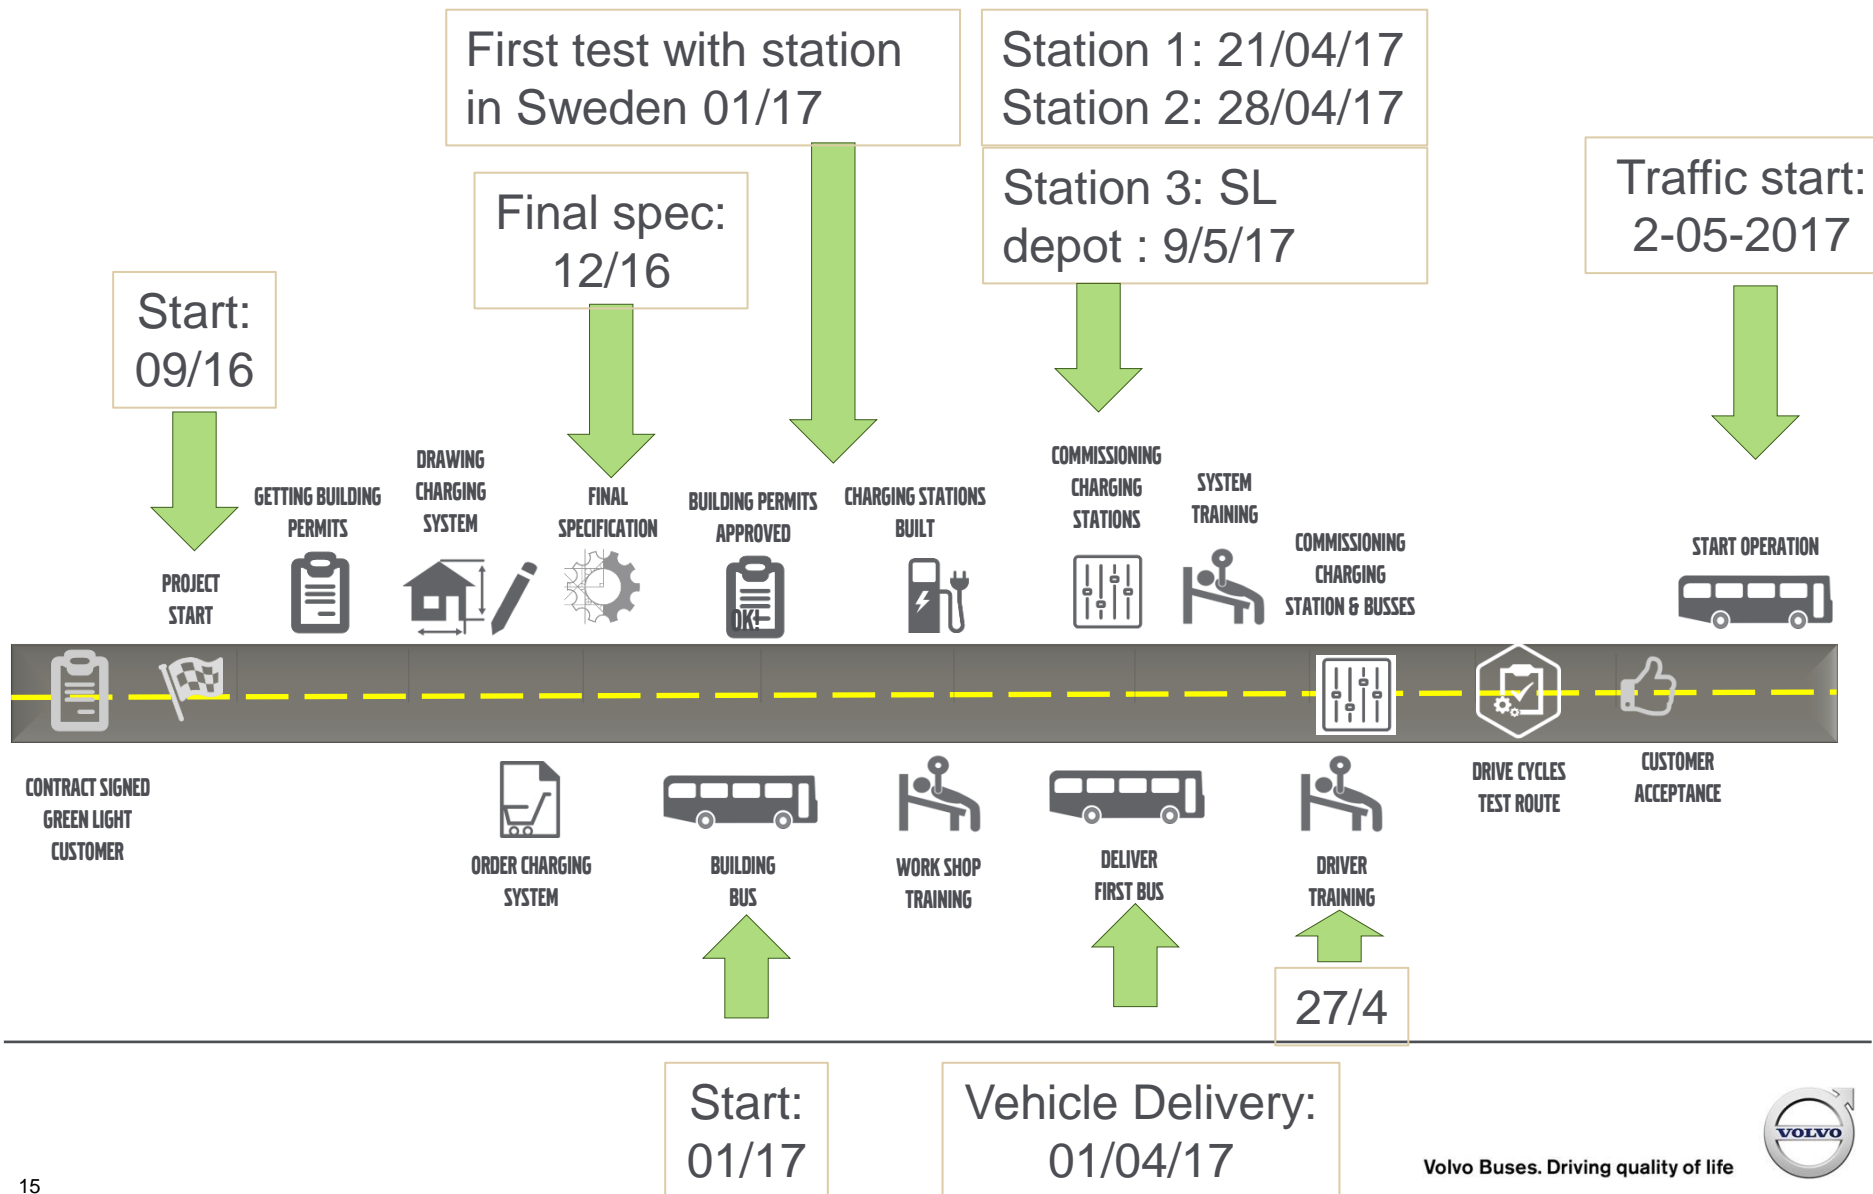 First test with station
in Sweden 01/17
Station 1: 21/04/17
Station 2: 28/04/17
Station 3: SL
depot : 9/5/17
Traffic start:
2-05-2017
Final spec:
12/16
Start:
09/16
PROJECT
START
GETTING BUILDING
PERMITS
DRAWING
CHARGING
SYSTEM
FINAL
SPECIFICATION
BUILDING PERMITS
APPROVED
OK!
CHARGING STATIONS
BUILT
COMMISSIONING
CHARGING
STATIONS
SYSTEM
TRAINING
COMMISSIONING
CHARGING
STATION & BUSSES
START OPERATION
CONTRACT SIGNED
GREEN LIGHT
CUSTOMER
ORDER CHARGING
SYSTEM
BUILDING
BUS
WORK SHOP
TRAINING
DELIVER
FIRST BUS
DRIVER
TRAINING
DRIVE CYCLES
TEST ROUTE
CUSTOMER
ACCEPTANCE
27/4
Start:
01/17
Vehicle Delivery:
01/04/17
Volvo Buses. Driving quality of life
VOLVO
15